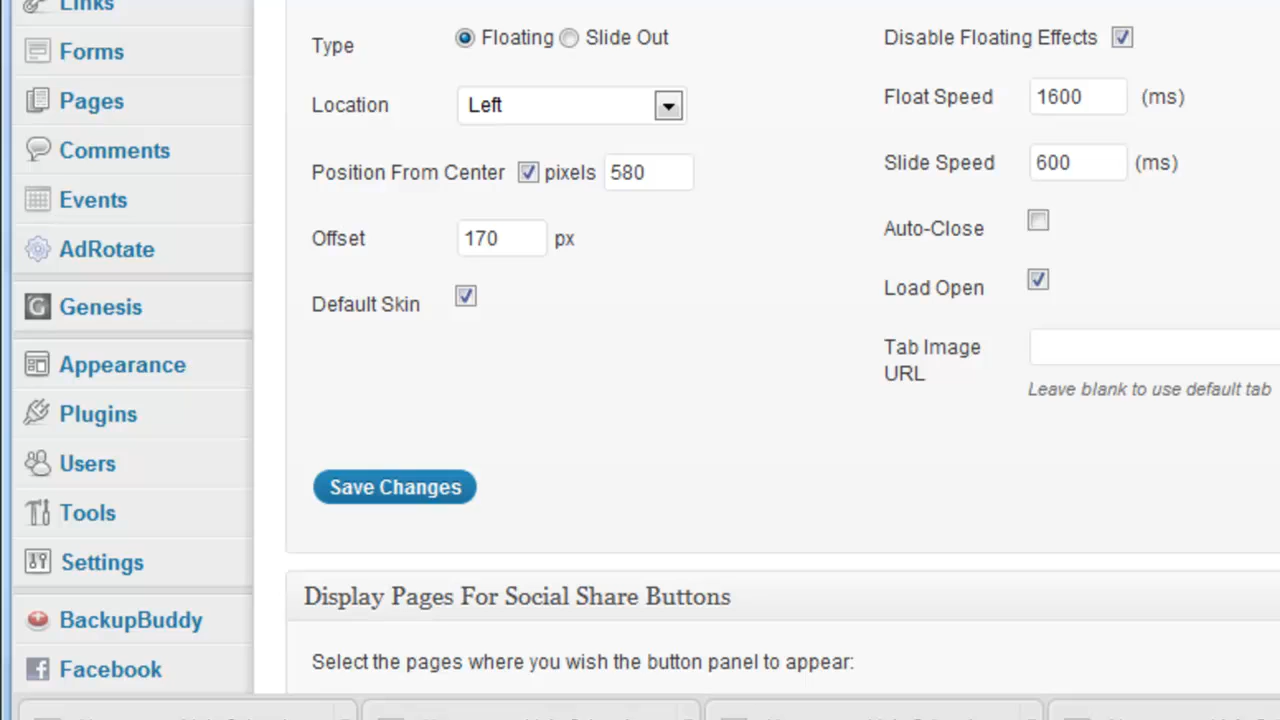 Links
Forms
Pages
Comments
Events
AdRotate
Genesis
Appearance
Plugins
Users
Tools
Settings
BackupBuddy
Facebook
Type Floating Slide Out
Location Left
Position From Center pixels 580
Offset 170 px
Default Skin
Disable Floating Effects
Float Speed 1600 (ms)
Slide Speed 600 (ms)
Auto-Close
Load Open
Tab Image
URL
Leave blank to use default tab
Save Changes
Display Pages For Social Share Buttons
Select the pages where you wish the button panel to appear: